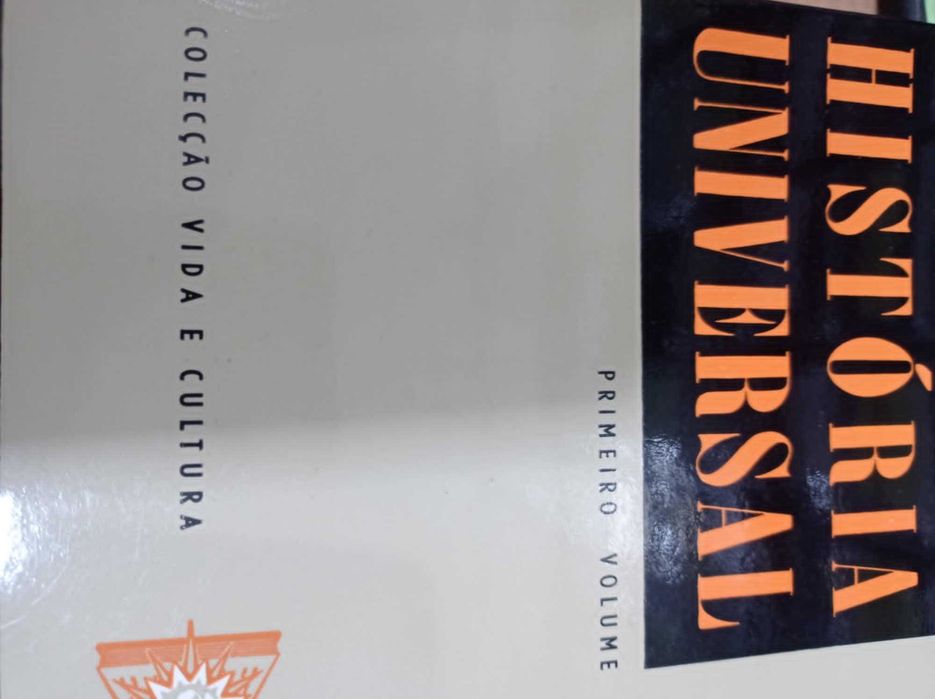 HISTÓRIA
UNIVERSAL
PRIMEIRO VOLUME
COLECÇÃO VIDA E CULTURA